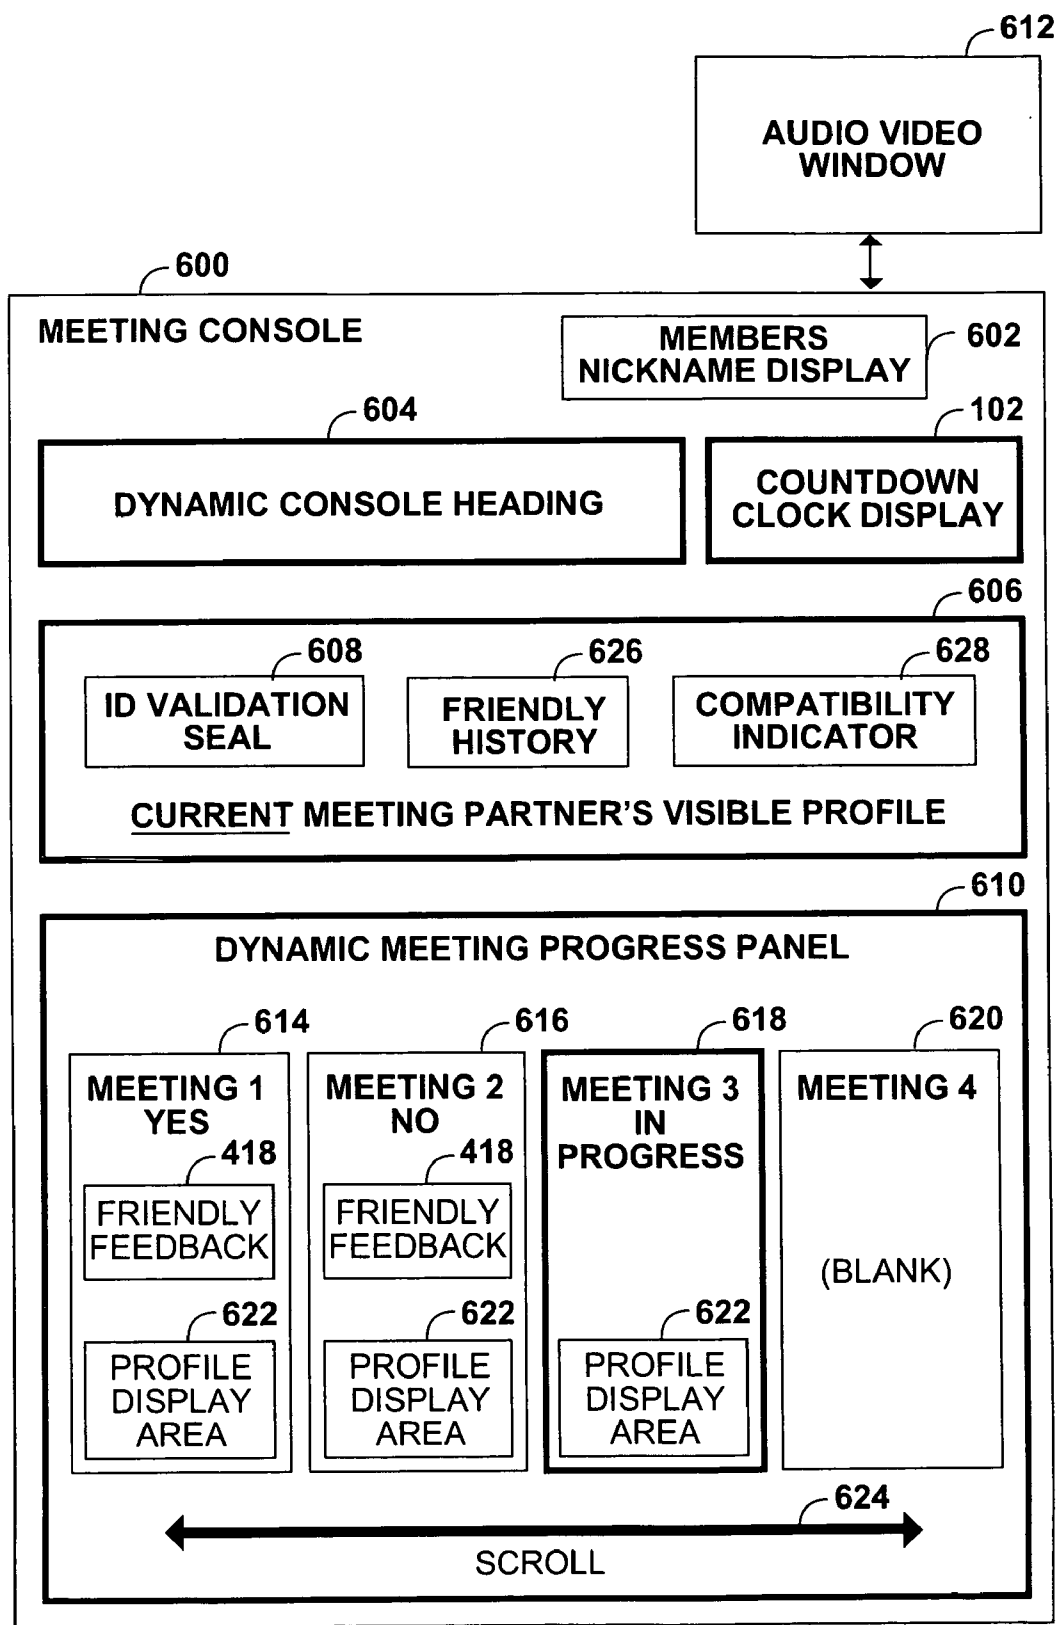 612
AUDIO VIDEO
WINDOW
600
MEETING CONSOLE
MEMBERS
NICKNAME DISPLAY
602
604
DYNAMIC CONSOLE HEADING
102
COUNTDOWN
CLOCK DISPLAY
606
608
ID VALIDATION
SEAL
626
FRIENDLY
HISTORY
628
COMPATIBILITY
INDICATOR
CURRENT MEETING PARTNER'S VISIBLE PROFILE
610
DYNAMIC MEETING PROGRESS PANEL
614
MEETING 1
YES
418
FRIENDLY
FEEDBACK
622
PROFILE
DISPLAY
AREA
616
MEETING 2
NO
418
FRIENDLY
FEEDBACK
622
PROFILE
DISPLAY
AREA
618
MEETING 3
IN
PROGRESS
622
PROFILE
DISPLAY
AREA
620
MEETING 4
(BLANK)
624
SCROLL